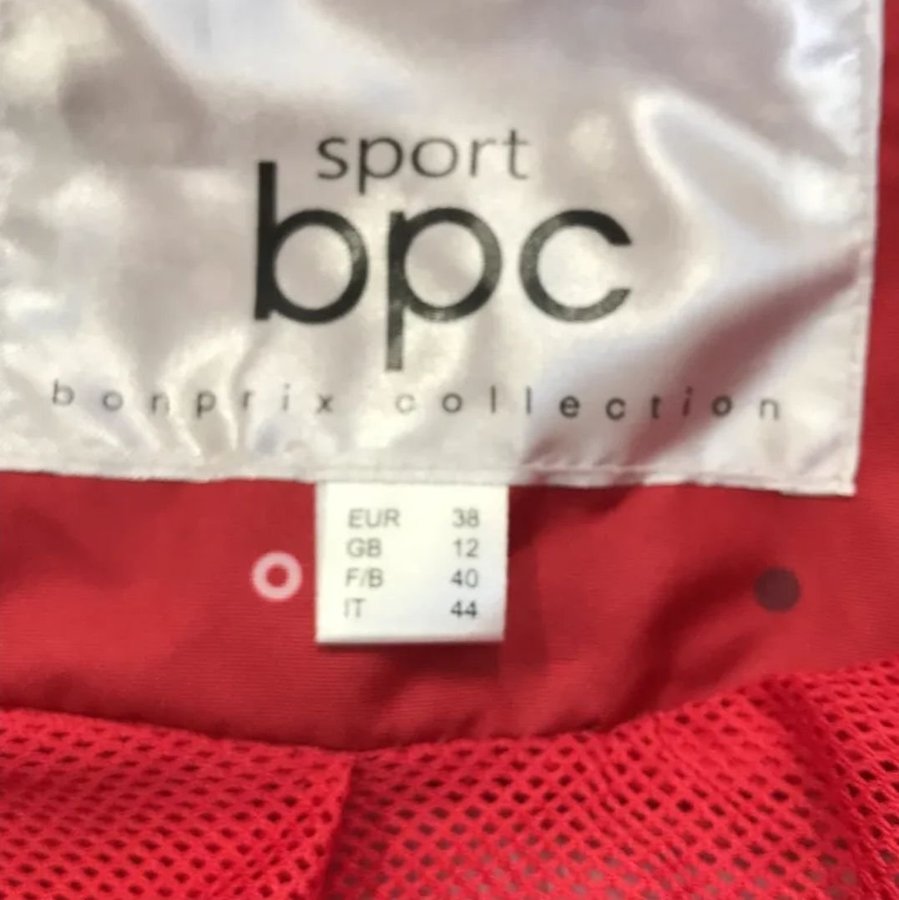 sport
bpc
bonprix collection
EUR 38
GB 12
F/B 40
IT 44